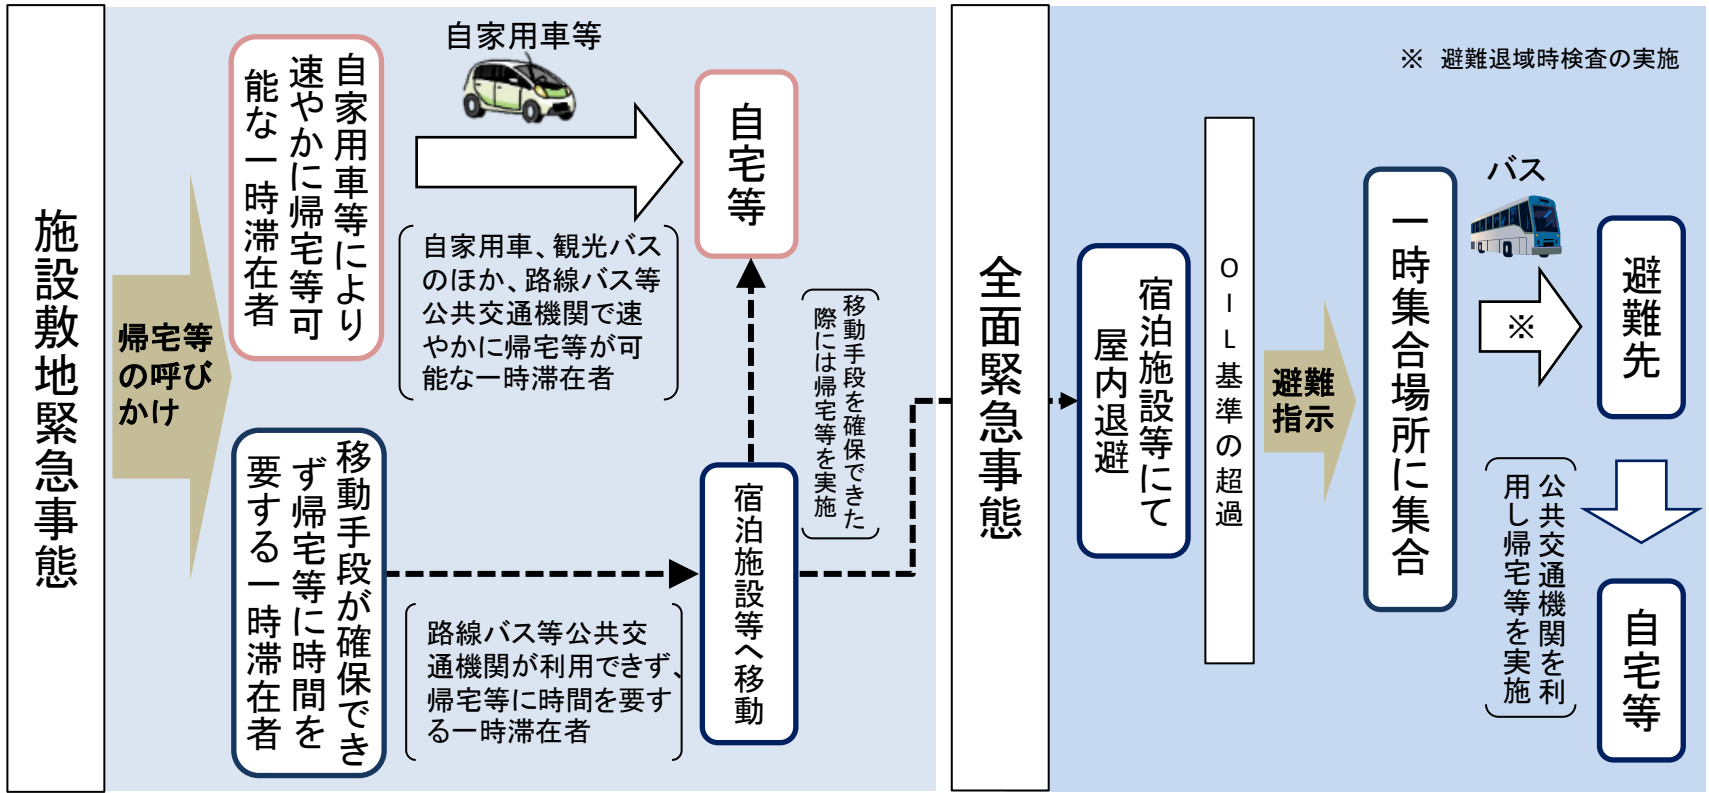 施設敷地緊急事態
帰宅等
の呼び
かけ
自家用車等により
速やかに帰宅等可
能な一時滞在者
自家用車等
自家用車、観光バス
のほか、路線バス等
公共交通機関で速
やかに帰宅等が可
能な一時滞在者
自宅等
移動手段が確保でき
ず帰宅等に時間を
要する一時滞在者
路線バス等公共交
通機関が利用できず、
帰宅等に時間を要す
る一時滞在者
宿泊施設等へ移動
移動手段を確保できた
際には帰宅等を実施
全面緊急事態
宿泊施設等にて
屋内退避
OIL基準の超過
避難
指示
一時集合場所に集合
※ 避難退域時検査の実施
バス
※
避難先
公共交通機関を利
用し帰宅等を実施
自宅等